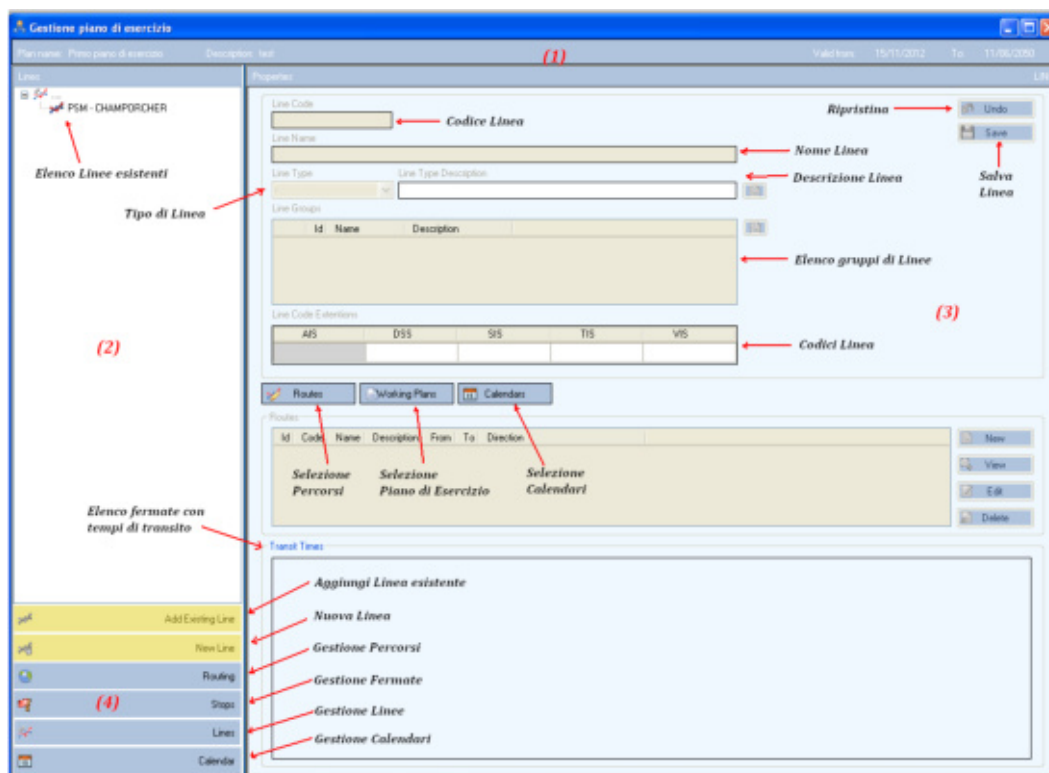 Gestione piano di esercizio
Plan name: Primo piano di esercizio Description: test (1) Valid from: 15/11/2012 To 11/06/2050
Lines
Properties
LIN
PSM - CHAMPORCHER
Elenco Linee esistenti
Tipo di Linea
(2)
Line Code
Codice Linea
Ripristina
Undo
Save
Salva
Linea
Line Name
Nome Linea
Line Type
Line Type Description
Descrizione Linea
Line Groups
Id Name Description
Elenco gruppi di Linee
(3)
Line Code Extentions
AIS DSS SIS TIS VIS
Codici Linea
Routes Working Plans Calendars
Routes
Id Code Name Description From To Direction
New
View
Edit
Delete
Selezione
Percorsi
Selezione
Piano di Esercizio
Selezione
Calendari
Elenco fermate con
tempi di transito
Transit Times
Aggiungi Linea esistente
Nuova Linea
Gestione Percorsi
Gestione Fermate
Gestione Linee
Gestione Calendari
Add Existing Line
New Line
Routing
(4)
Stops
Lines
Calendar